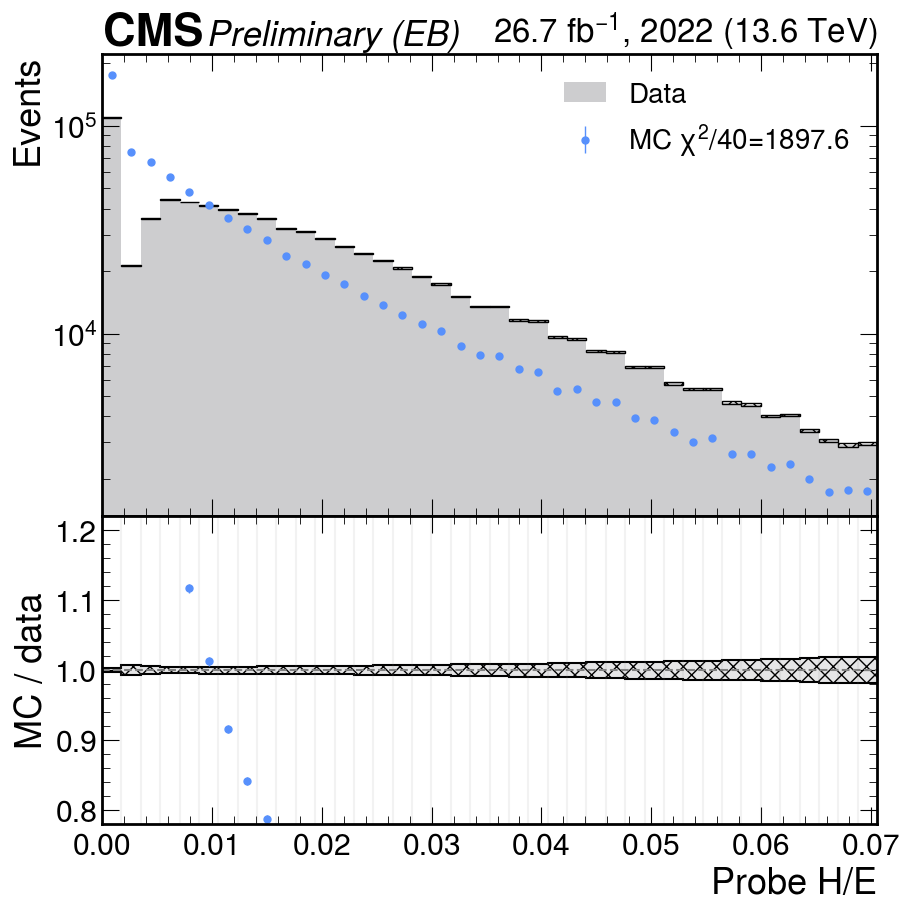 CMS Preliminary (EB) 26.7 fb⁻¹, 2022 (13.6 TeV)
Events
10⁵
10⁴
Data
MC χ²/40=1897.6
MC / data
1.2
1.1
1.0
0.9
0.8
0.00 0.01 0.02 0.03 0.04 0.05 0.06 0.07
Probe H/E